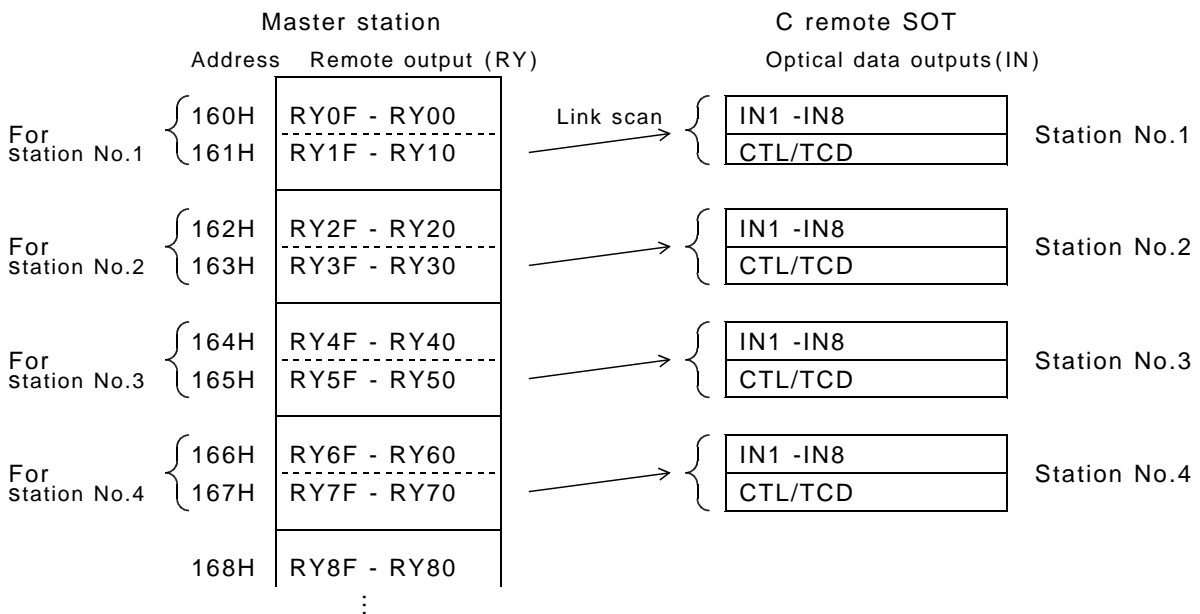 Master station C remote SOT
Address Remote output (RY) Optical data outputs(IN)
For
station No.1
160H RY0F - RY00
161H RY1F - RY10
Link scan
IN1 -IN8
CTL/TCD
Station No.1
For
station No.2
162H RY2F - RY20
163H RY3F - RY30
IN1 -IN8
CTL/TCD
Station No.2
For
station No.3
164H RY4F - RY40
165H RY5F - RY50
IN1 -IN8
CTL/TCD
Station No.3
For
station No.4
166H RY6F - RY60
167H RY7F - RY70
IN1 -IN8
CTL/TCD
Station No.4
168H RY8F - RY80
⋮